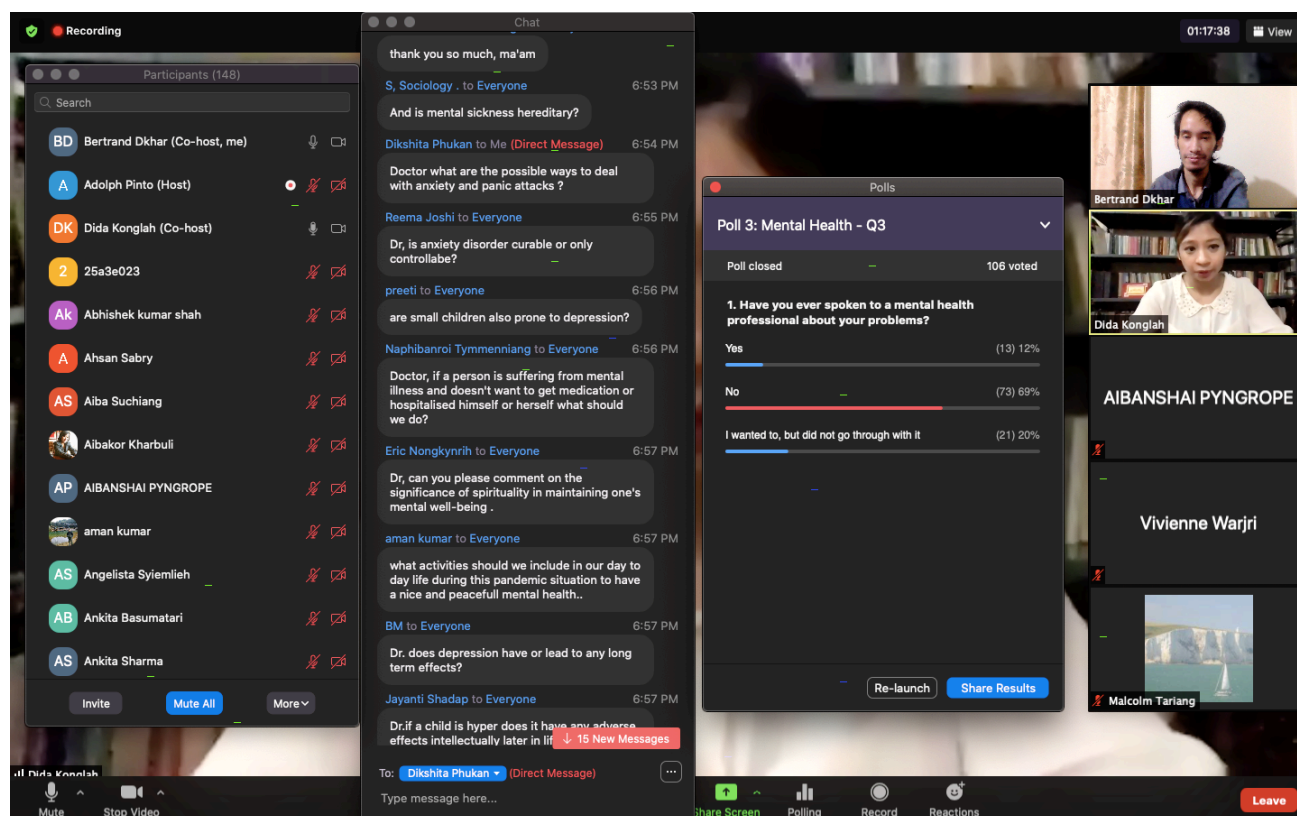 Recording
01:17:38
View
Participants (148)
Search
BD Bertrand Dkhar (Co-host, me)
A Adolph Pinto (Host)
DK Dida Konglah (Co-host)
2 25a3e023
Ak Abhishek kumar shah
A Ahsan Sabry
AS Aiba Suchiang
Aibakor Kharbuli
AP AIBANSHAI PYNGROPE
aman kumar
AS Angelista Syiemlieh
AB Ankita Basumatari
AS Ankita Sharma
Invite
Mute All
More
Chat
thank you so much, ma'am
S, Sociology . to Everyone 6:53 PM
And is mental sickness hereditary?
Dikshita Phukan to Me (Direct Message) 6:54 PM
Doctor what are the possible ways to deal
with anxiety and panic attacks ?
Reema Joshi to Everyone 6:55 PM
Dr, is anxiety disorder curable or only
controllabe?
preeti to Everyone 6:56 PM
are small children also prone to depression?
Naphibanroi Tymmenniang to Everyone 6:56 PM
Doctor, if a person is suffering from mental
illness and doesn't want to get medication or
hospitalised himself or herself what should
we do?
Eric Nongkynrih to Everyone 6:57 PM
Dr, can you please comment on the
significance of spirituality in maintaining one's
mental well-being .
aman kumar to Everyone 6:57 PM
what activities should we include in our day to
day life during this pandemic situation to have
a nice and peacefull mental health..
BM to Everyone 6:57 PM
Dr. does depression have or lead to any long
term effects?
Jayanti Shadap to Everyone 6:57 PM
Dr.if a child is hyper does it have any adverse
effects intellectually later in
15 New Messages
To: Dikshita Phukan (Direct Message)
Type message here...
Polls
Poll 3: Mental Health - Q3
Poll closed 106 voted
1. Have you ever spoken to a mental health
professional about your problems?
Yes (13) 12%
No (73) 69%
I wanted to, but did not go through with it (21) 20%
Re-launch
Share Results
Bertrand Dkhar
Dida Konglah
AIBANSHAI PYNGROPE
Vivienne Warjri
Malcolm Tariang
Dida Konglah
Mute
Stop Video
Share Screen
Polling
Record
Reactions
Leave